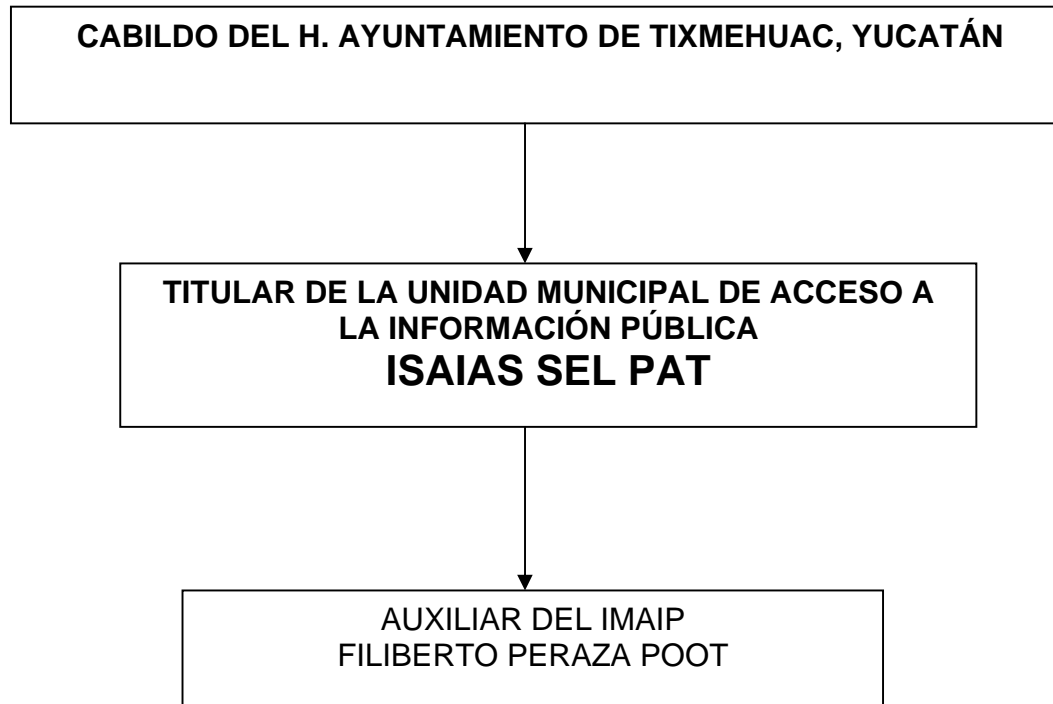 CABILDO DEL H. AYUNTAMIENTO DE TIXMEHUAC, YUCATÁN
TITULAR DE LA UNIDAD MUNICIPAL DE ACCESO A
LA INFORMACIÓN PÚBLICA
ISAIAS SEL PAT
AUXILIAR DEL IMAIP
FILIBERTO PERAZA POOT